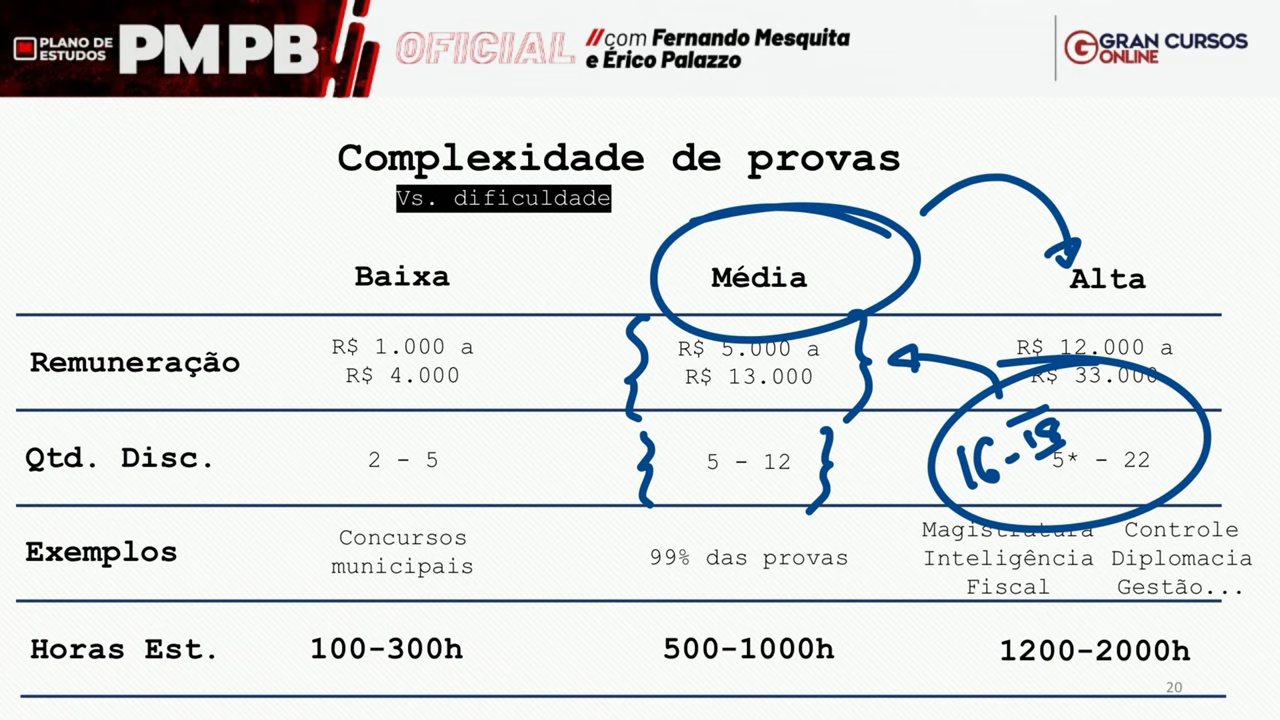 PLANO DE
ESTUDOS
PMPB
OFICIAL
//com Fernando Mesquita
e Érico Palazzo
GRAN CURSOS
ONLINE
Complexidade de provas
Vs. dificuldade
Baixa Média Alta
Remuneração
R$ 1.000 a
R$ 4.000
R$ 5.000 a
R$ 13.000
R$ 12.000 a
R$ 33.000
Qtd. Disc. 2 - 5 5 - 12 5* - 22
16-18
Exemplos
Concursos
municipais
99% das provas
Magistratura Controle
Inteligência Diplomacia
Fiscal Gestão...
Horas Est. 100-300h 500-1000h 1200-2000h
20